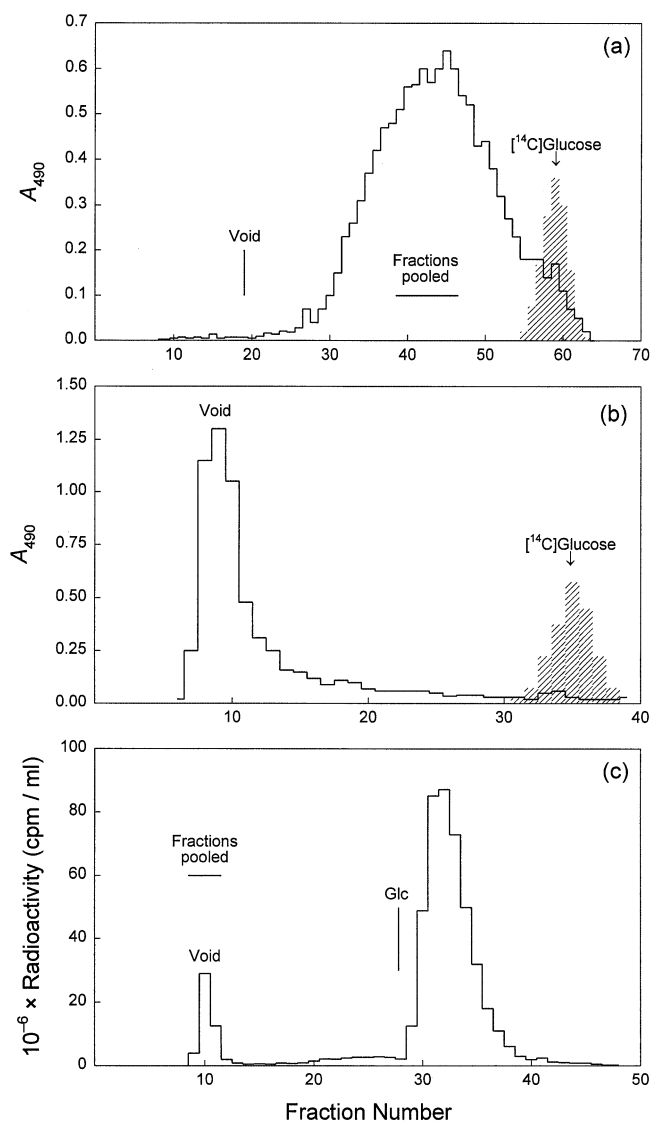 (a)
0.7
0.6
0.5
0.4
0.3
0.2
0.1
0.0
A490
Void
Fractions
pooled
[14C]Glucose
10 20 30 40 50 60 70
(b)
1.50
1.25
1.00
0.75
0.50
0.25
0.00
A490
Void
[14C]Glucose
10 20 30 40
(c)
100
80
60
40
20
0
10−6 × Radioactivity (cpm / ml)
Fractions
pooled
Void
Glc
10 20 30 40 50
Fraction Number